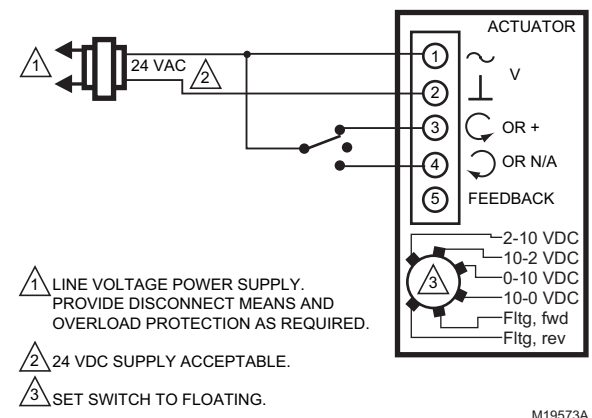 ACTUATOR
1
24 VAC
2
1
V
2
3 OR +
4 OR N/A
5 FEEDBACK
2-10 VDC
10-2 VDC
0-10 VDC
10-0 VDC
Fltg, fwd
Fltg, rev
3
1 LINE VOLTAGE POWER SUPPLY.
PROVIDE DISCONNECT MEANS AND
OVERLOAD PROTECTION AS REQUIRED.
2 24 VDC SUPPLY ACCEPTABLE.
3 SET SWITCH TO FLOATING.
M19573A